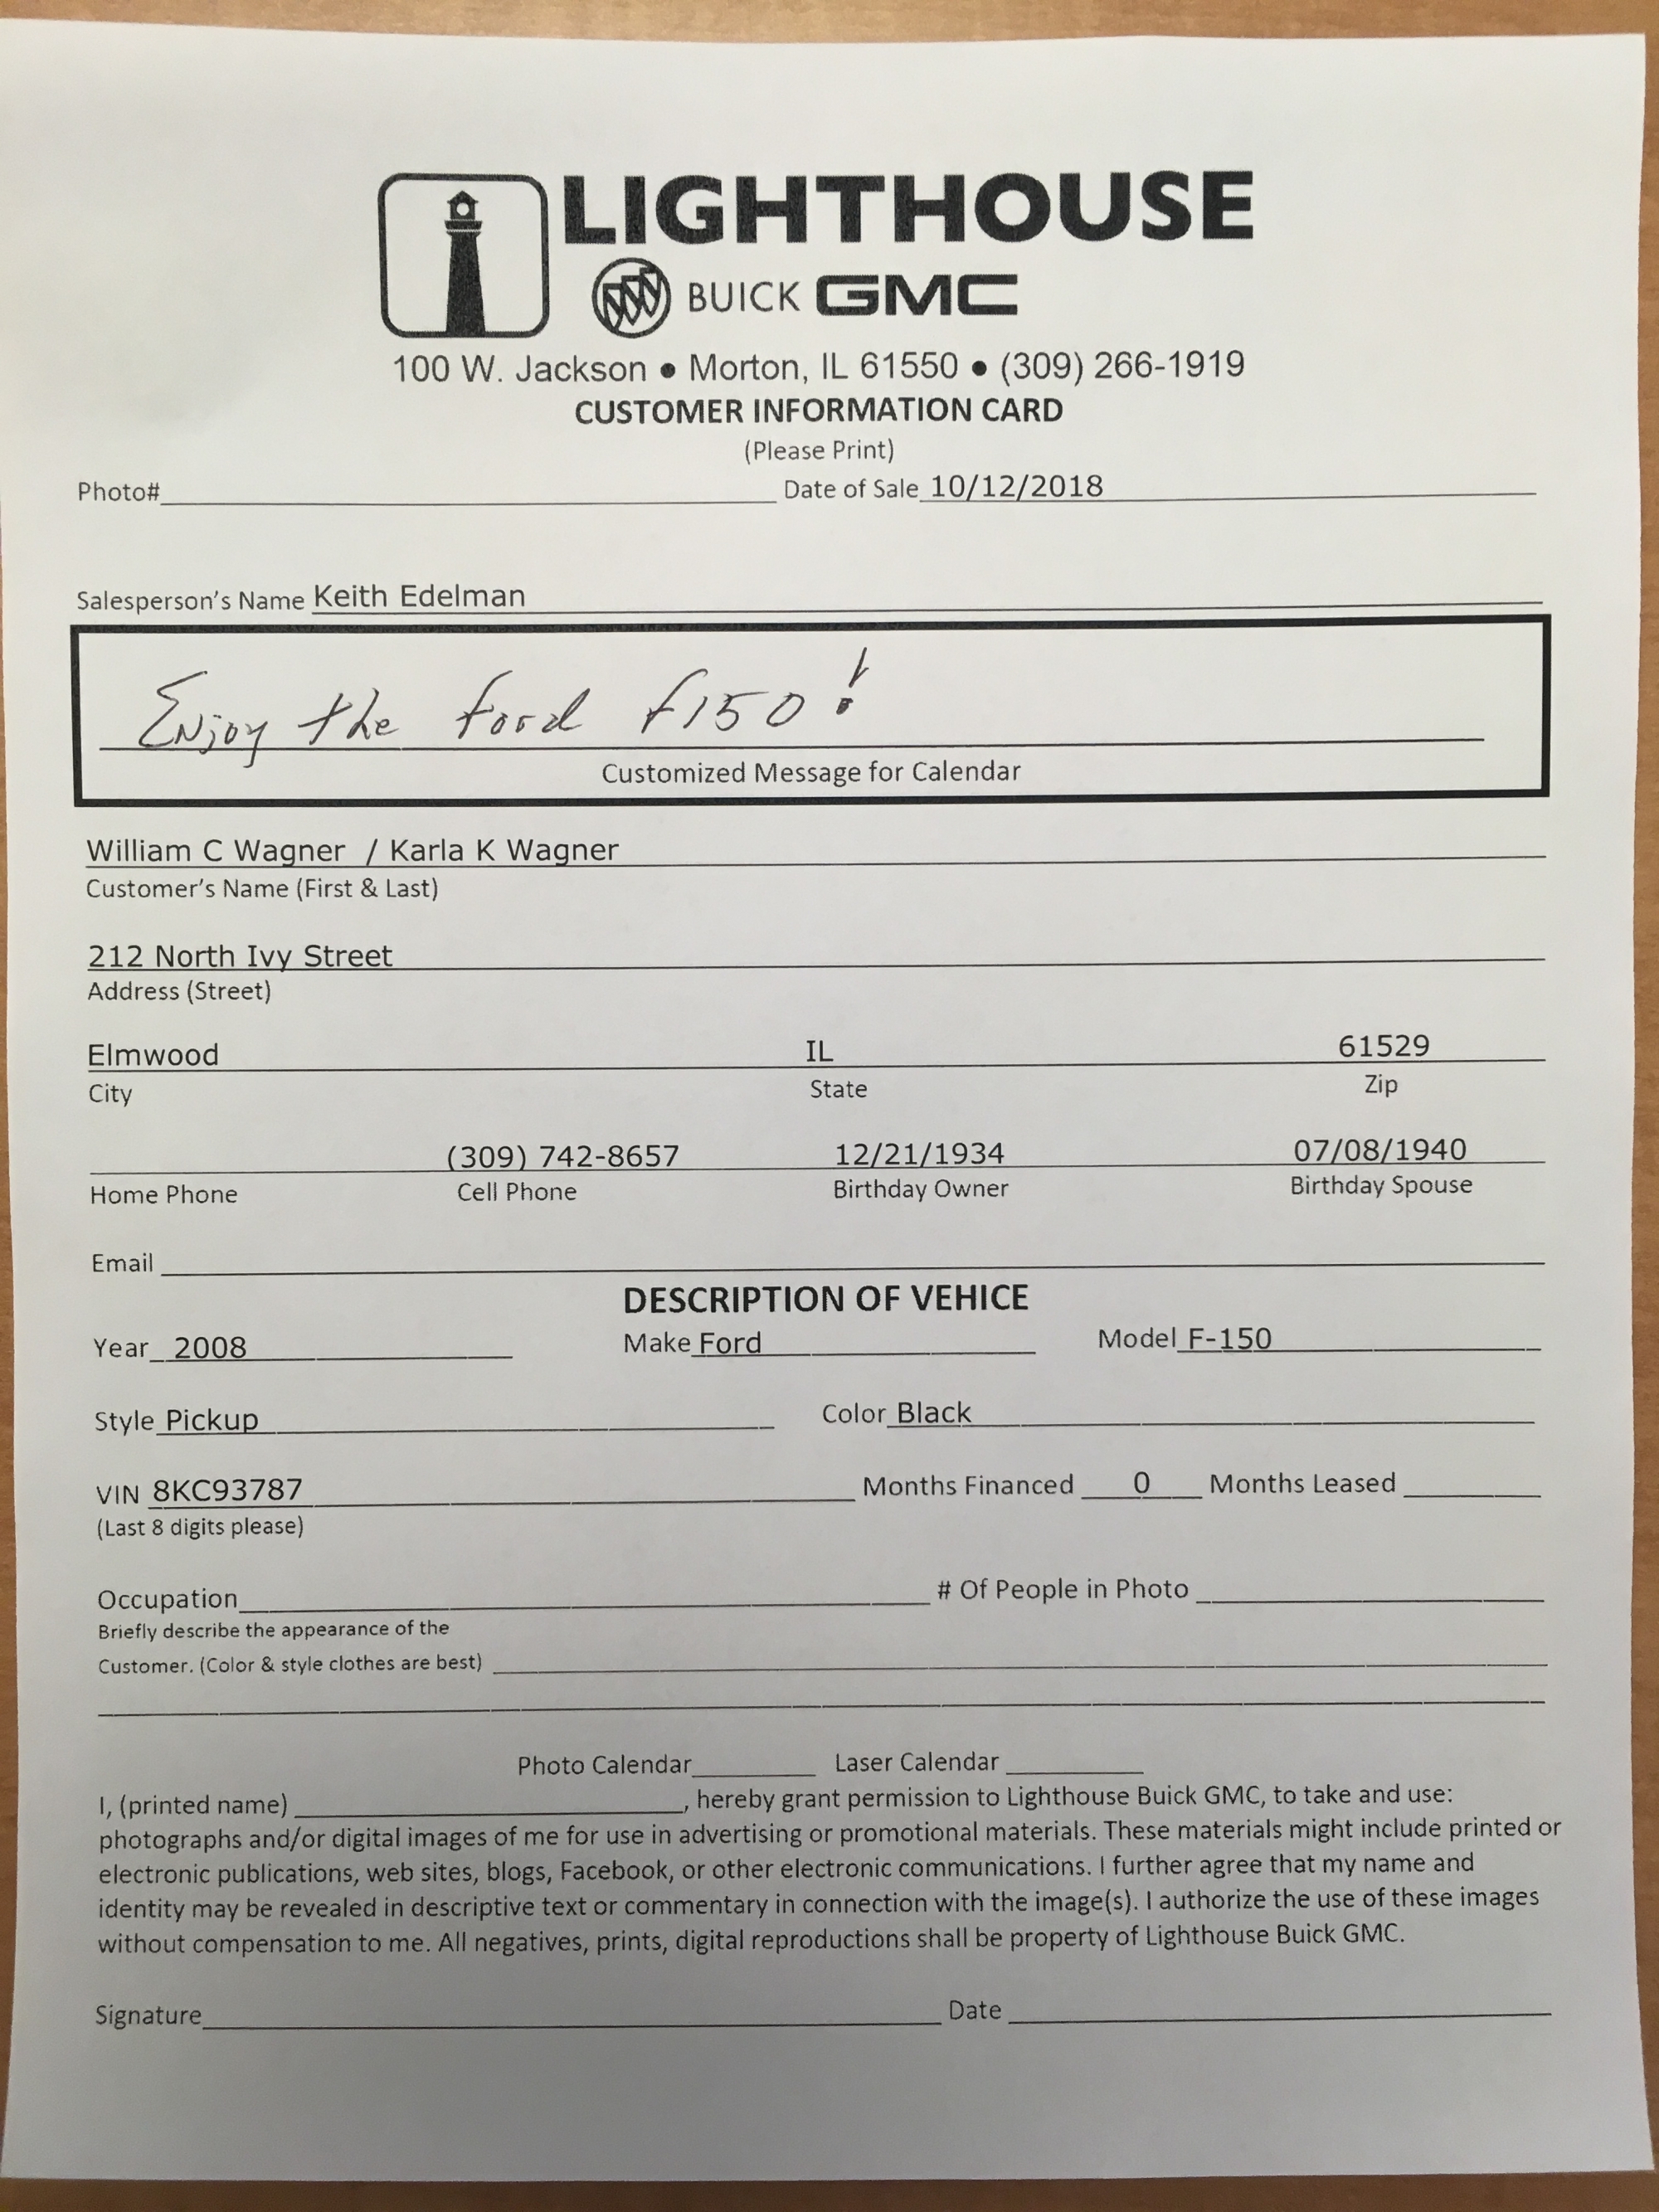 LIGHTHOUSE
BUICK GMC
100 W. Jackson • Morton, IL 61550 • (309) 266-1919
CUSTOMER INFORMATION CARD
(Please Print)
Photo#____ Date of Sale 10/12/2018
Salesperson's Name Keith Edelman
Enjoy the Ford F150!
Customized Message for Calendar
William C Wagner / Karla K Wagner
Customer's Name (First & Last)
212 North Ivy Street
Address (Street)
Elmwood IL 61529
City State Zip
(309) 742-8657 12/21/1934 07/08/1940
Home Phone Cell Phone Birthday Owner Birthday Spouse
Email
DESCRIPTION OF VEHICE
Year 2008 Make Ford Model F-150
Style Pickup Color Black
VIN 8KC93787 Months Financed 0 Months Leased
(Last 8 digits please)
Occupation____ # Of People in Photo
Briefly describe the appearance of the
Customer. (Color & style clothes are best)
Photo Calendar____ Laser Calendar
I, (printed name) ____, hereby grant permission to Lighthouse Buick GMC, to take and use:
photographs and/or digital images of me for use in advertising or promotional materials. These materials might include printed or
electronic publications, web sites, blogs, Facebook, or other electronic communications. I further agree that my name and
identity may be revealed in descriptive text or commentary in connection with the image(s). I authorize the use of these images
without compensation to me. All negatives, prints, digital reproductions shall be property of Lighthouse Buick GMC.
Signature____ Date